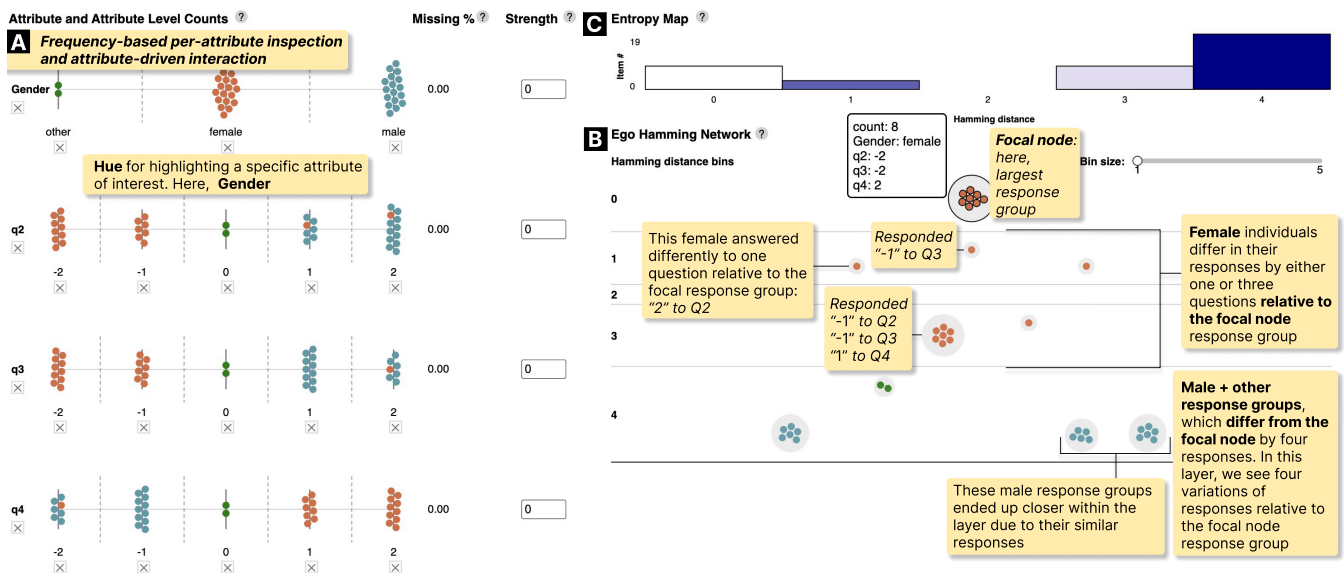 Attribute and Attribute Level Counts ?
Missing % ?
Strength ?
A
Frequency-based per-attribute inspection
and attribute-driven interaction
Gender
0.00
0
other
female
male
Hue for highlighting a specific attribute
of interest. Here, Gender
q2
0.00
0
-2
-1
0
1
2
q3
0.00
0
-2
-1
0
1
2
q4
0.00
0
-2
-1
0
1
2
C
Entropy Map ?
Item #
19
0
0
1
2
3
4
Hamming distance
B
Ego Hamming Network ?
Hamming distance bins
Bin size:
1
5
count: 8
Gender: female
q2: -2
q3: -2
q4: 2
Focal node:
here,
largest
response
group
0
1
2
3
4
This female answered
differently to one
question relative to the
focal response group:
“2” to Q2
Responded
“-1” to Q3
Responded
“-1” to Q2
“-1” to Q3
“1” to Q4
Female individuals
differ in their
responses by either
one or three
questions relative to
the focal node
response group
Male + other
response groups,
which differ from the
focal node by four
responses. In this
layer, we see four
variations of
responses relative to
the focal node
response group
These male response groups
ended up closer within the
layer due to their similar
responses